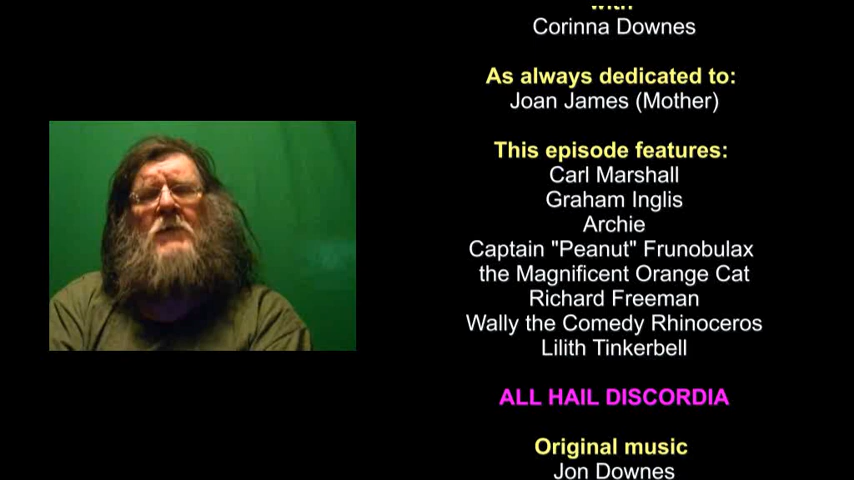 with
Corinna Downes
As always dedicated to:
Joan James (Mother)
This episode features:
Carl Marshall
Graham Inglis
Archie
Captain "Peanut" Frunobulax
the Magnificent Orange Cat
Richard Freeman
Wally the Comedy Rhinoceros
Lilith Tinkerbell
ALL HAIL DISCORDIA
Original music
Jon Downes